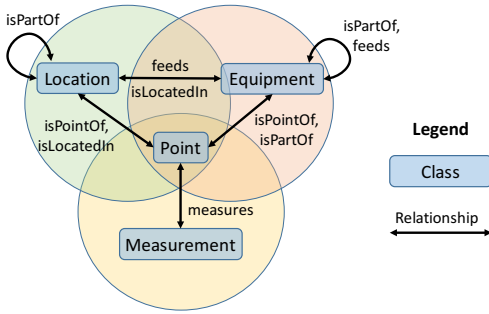 isPartOf
isPartOf,
feeds
Location
feeds
isLocatedIn
Equipment
isPointOf,
isLocatedIn
isPointOf,
isPartOf
Point
measures
Measurement
Legend
Class
Relationship